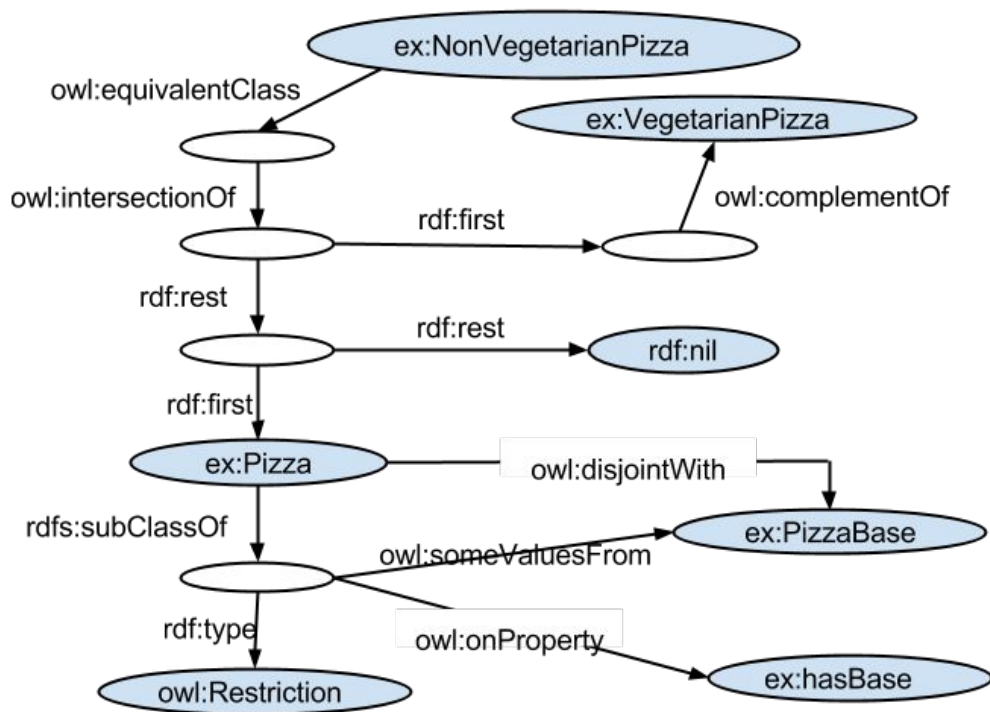 ex:NonVegetarianPizza
owl:equivalentClass
ex:VegetarianPizza
owl:intersectionOf
owl:complementOf
rdf:first
rdf:rest
rdf:rest
rdf:nil
rdf:first
ex:Pizza
owl:disjointWith
rdfs:subClassOf
ex:PizzaBase
owl:someValuesFrom
rdf:type
owl:onProperty
owl:Restriction
ex:hasBase